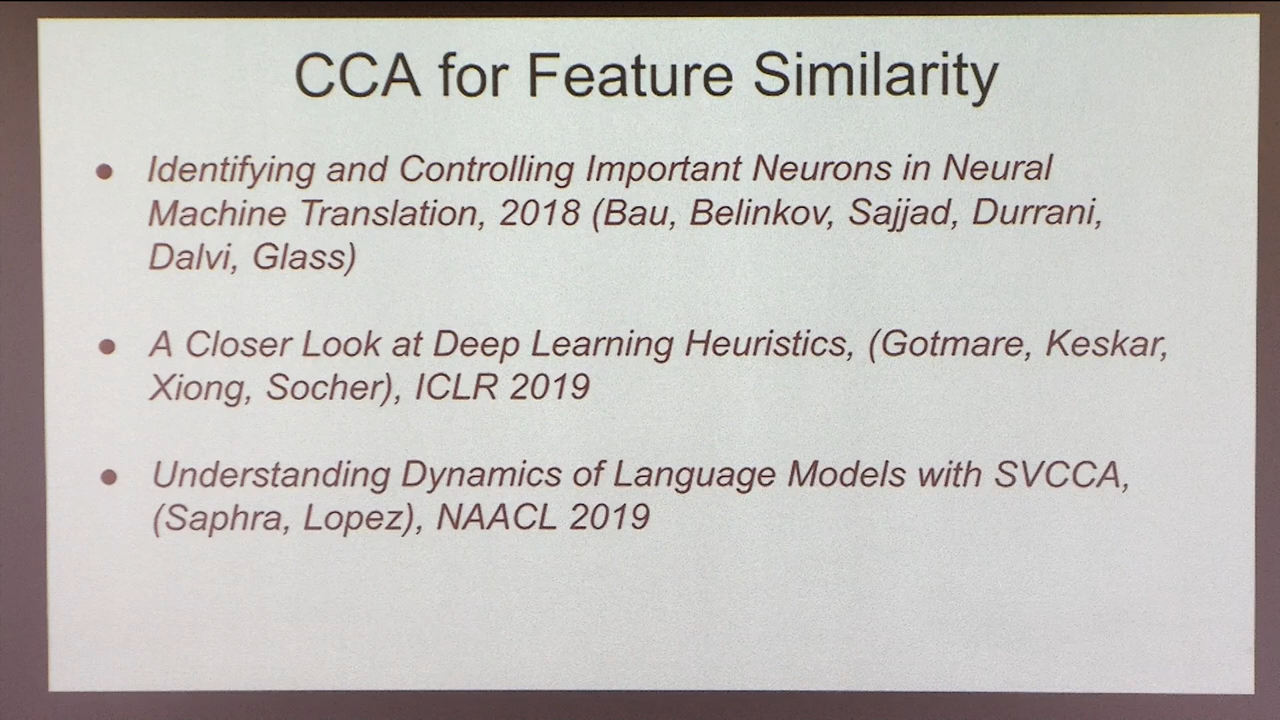 CCA for Feature Similarity
● Identifying and Controlling Important Neurons in Neural
Machine Translation, 2018 (Bau, Belinkov, Sajjad, Durrani,
Dalvi, Glass)
● A Closer Look at Deep Learning Heuristics, (Gotmare, Keskar,
Xiong, Socher), ICLR 2019
● Understanding Dynamics of Language Models with SVCCA,
(Saphra, Lopez), NAACL 2019